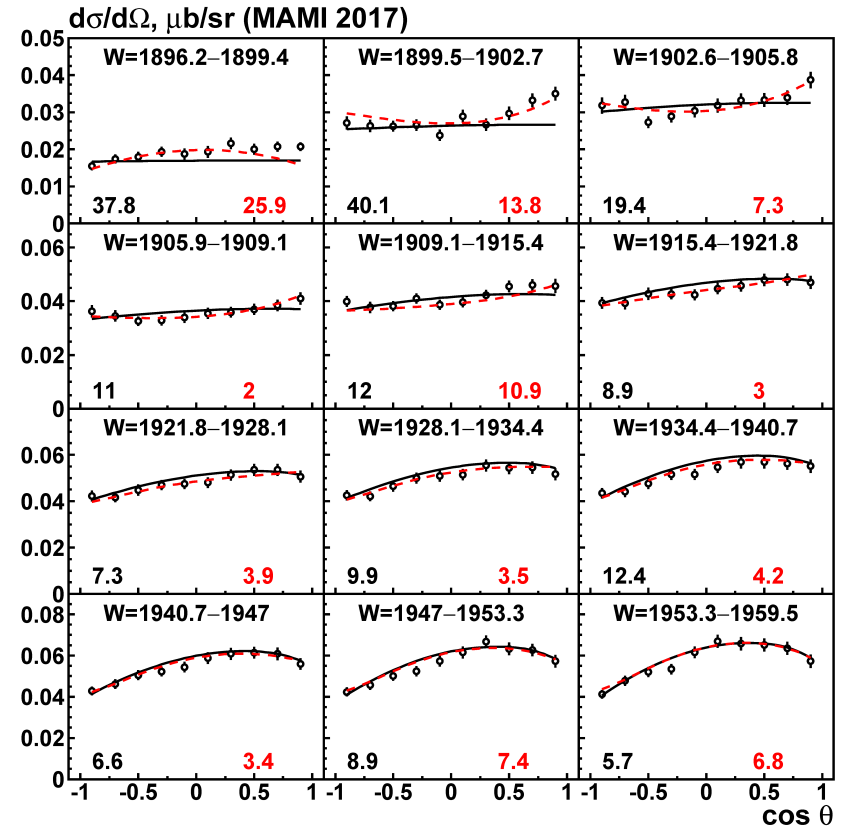 dσ/dΩ, μb/sr (MAMI 2017)
0.05
W=1896.2–1899.4 W=1899.5–1902.7 W=1902.6–1905.8
0.04
0.03
0.02
0.01
37.8 25.9 40.1 13.8 19.4 7.3
0
0.06
W=1905.9–1909.1 W=1909.1–1915.4 W=1915.4–1921.8
0.04
0.02
11 2 12 10.9 8.9 3
0
W=1921.8–1928.1 W=1928.1–1934.4 W=1934.4–1940.7
0.06
0.04
0.02
7.3 3.9 9.9 3.5 12.4 4.2
0
0.08
W=1940.7–1947 W=1947–1953.3 W=1953.3–1959.5
0.06
0.04
0.02
6.6 3.4 8.9 7.4 5.7 6.8
0
-1 -0.5 0 0.5 1 -1 -0.5 0 0.5 1 -1 -0.5 0 0.5 1
cos θ